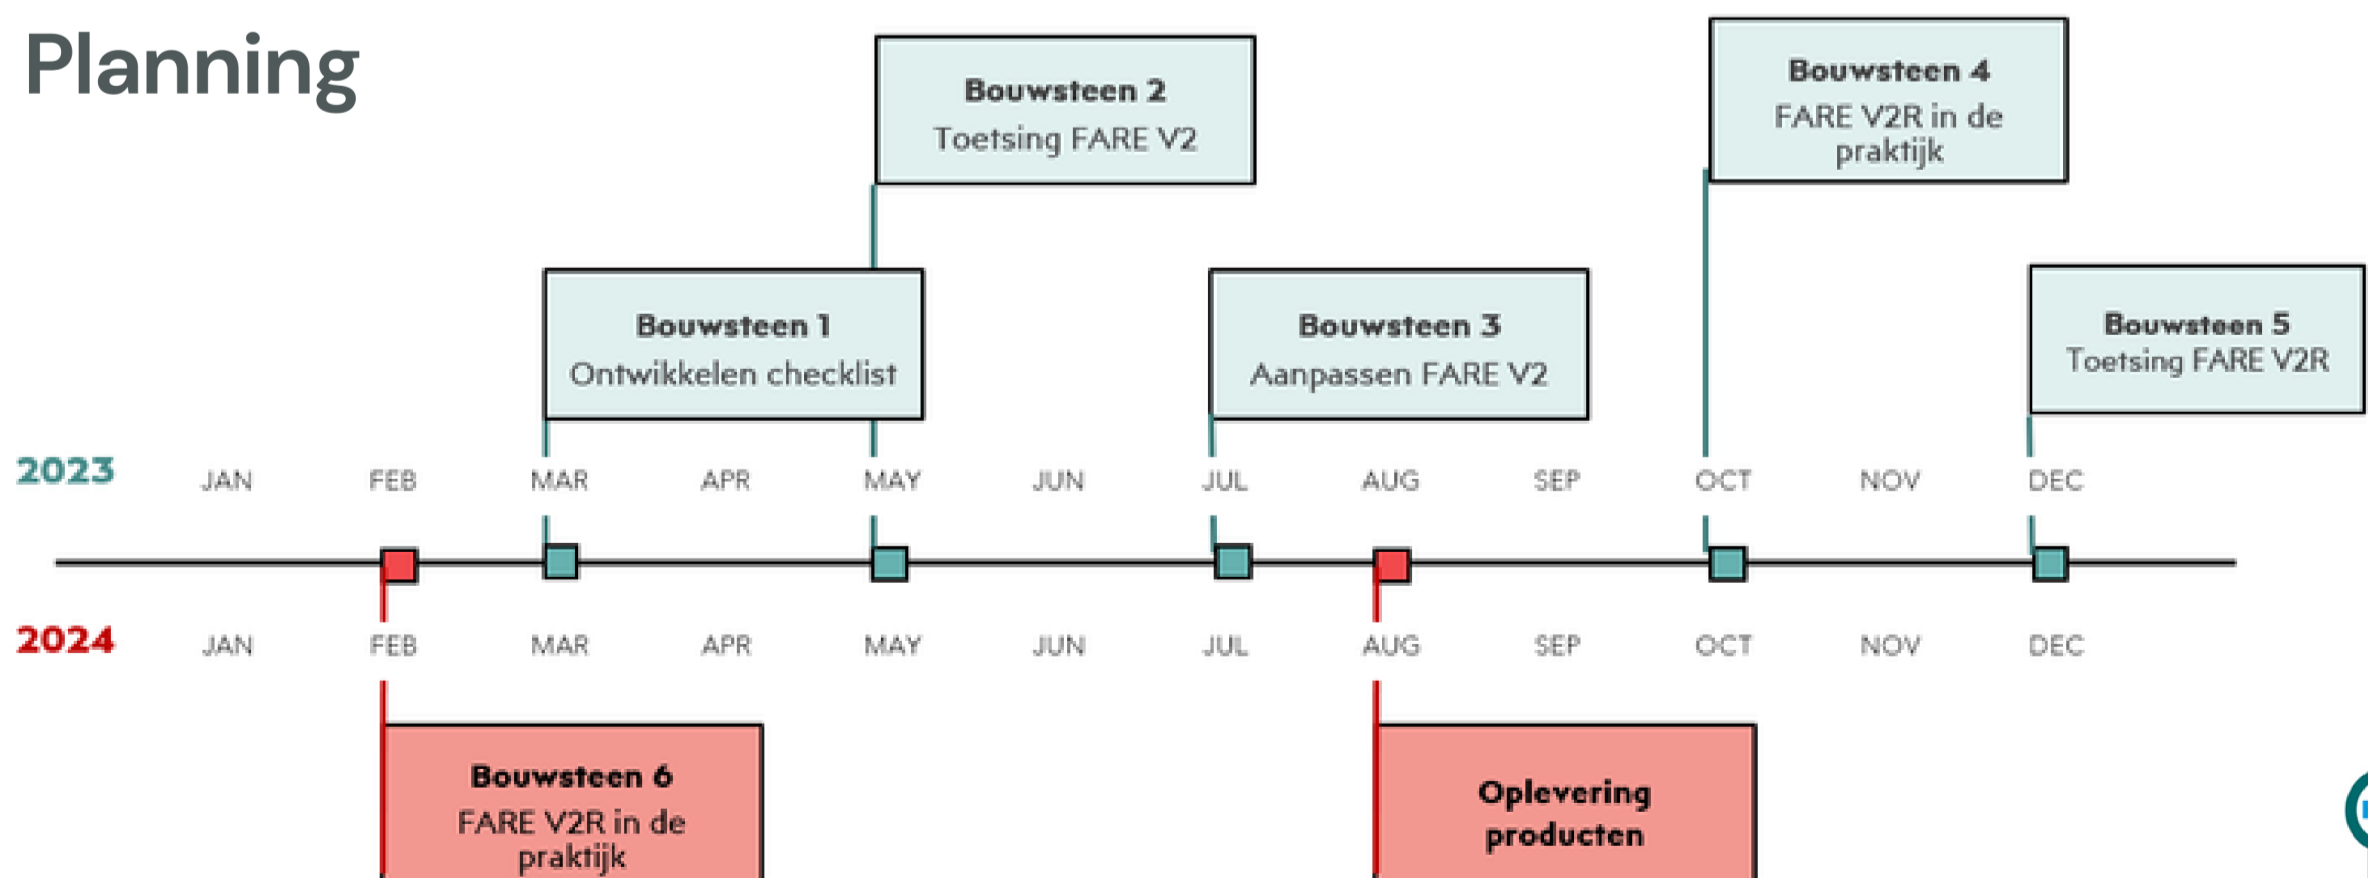 Planning
Bouwsteen 2
Toetsing FARE V2
Bouwsteen 4
FARE V2R in de
praktijk
Bouwsteen 1
Ontwikkelen checklist
Bouwsteen 3
Aanpassen FARE V2
Bouwsteen 5
Toetsing FARE V2R
2023 JAN FEB MAR APR MAY JUN JUL AUG SEP OCT NOV DEC
2024 JAN FEB MAR APR MAY JUN JUL AUG SEP OCT NOV DEC
Bouwsteen 6
FARE V2R in de
praktijk
Oplevering
producten